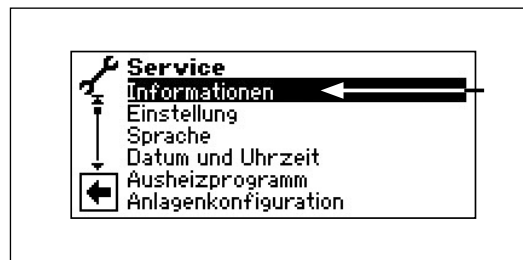 Service
Informationen
Einstellung
Sprache
Datum und Uhrzeit
Ausheizprogramm
Anlagenkonfiguration